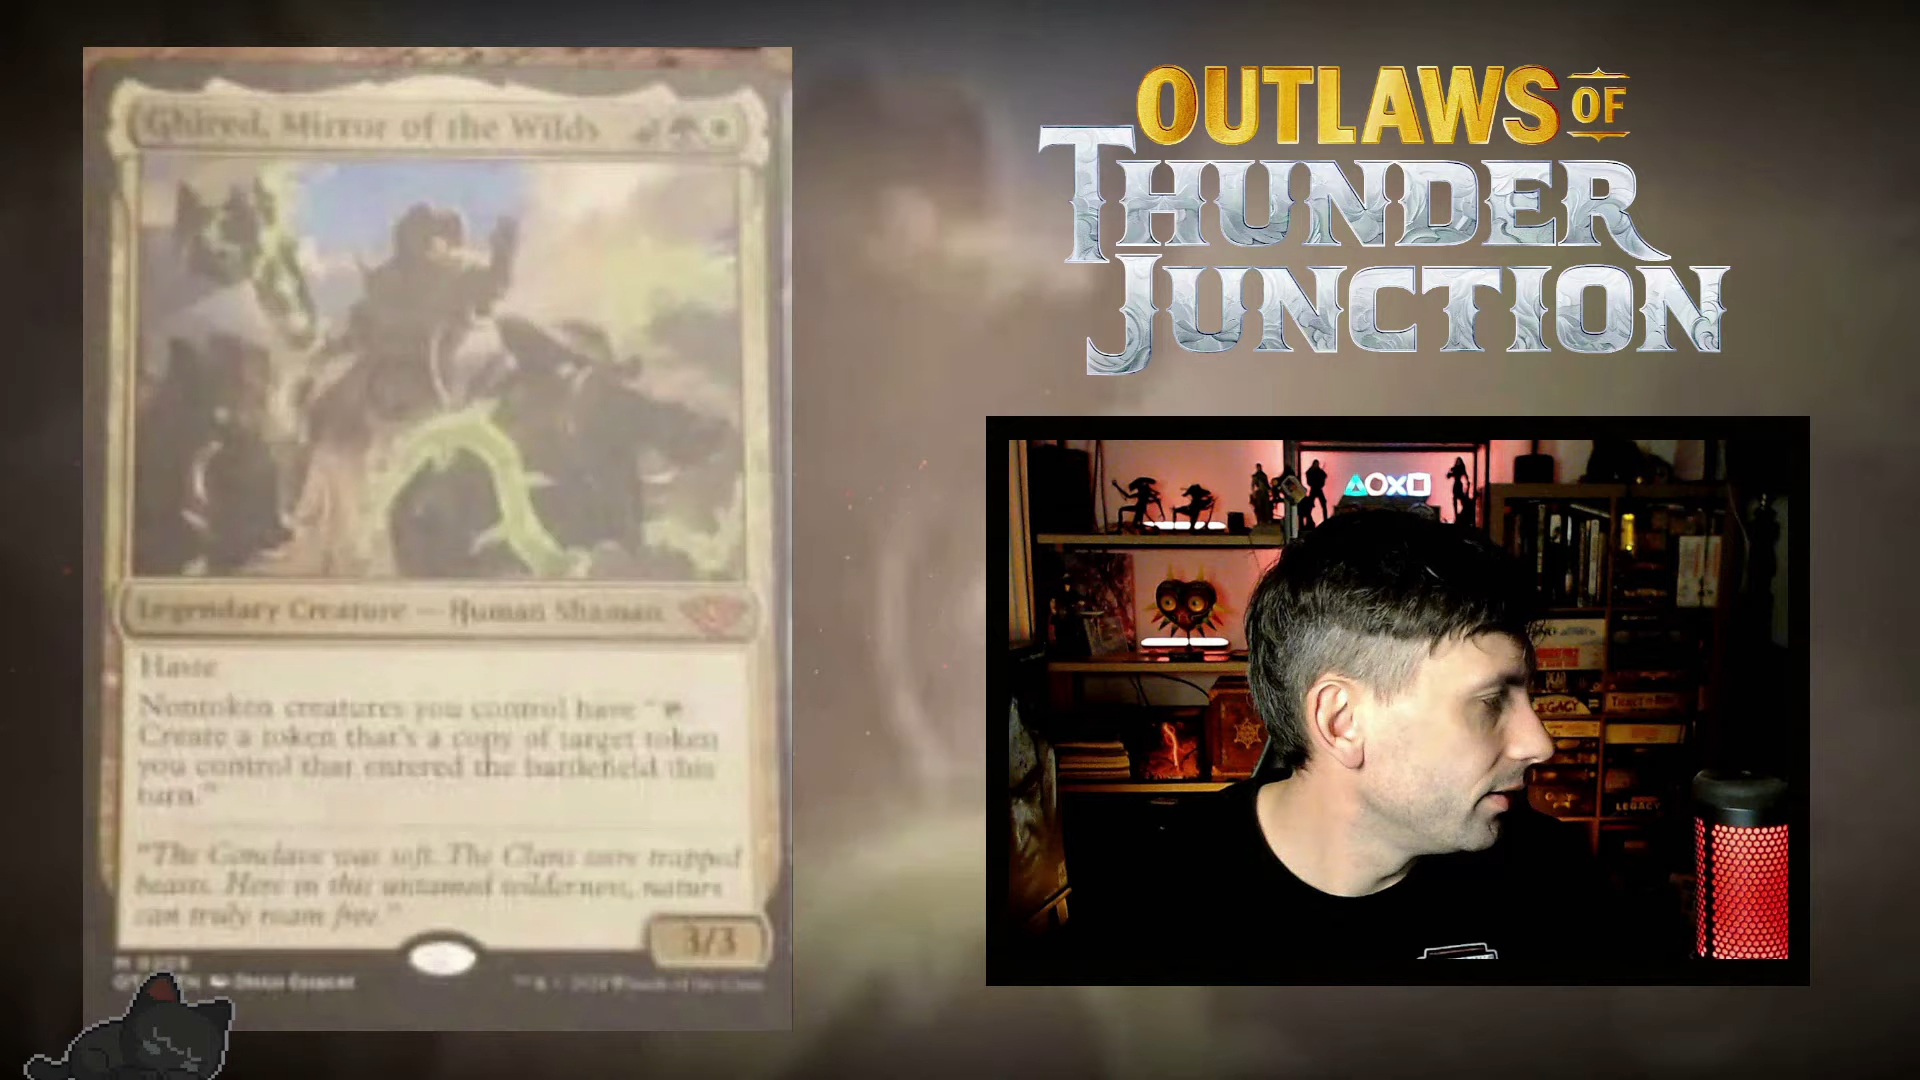 Ghired, Mirror of the Wilds
Legendary Creature — Human Shaman
Haste
Nontoken creatures you control have "
Create a token that's a copy of target token
you control that entered the battlefield this
turn."
"The Conclave was soft. The Clans were trapped
beasts. Here in this untamed wilderness, nature
can truly roam free."
3/3
OUTLAWS OF
THUNDER
JUNCTION
LEGACY
LEGACY